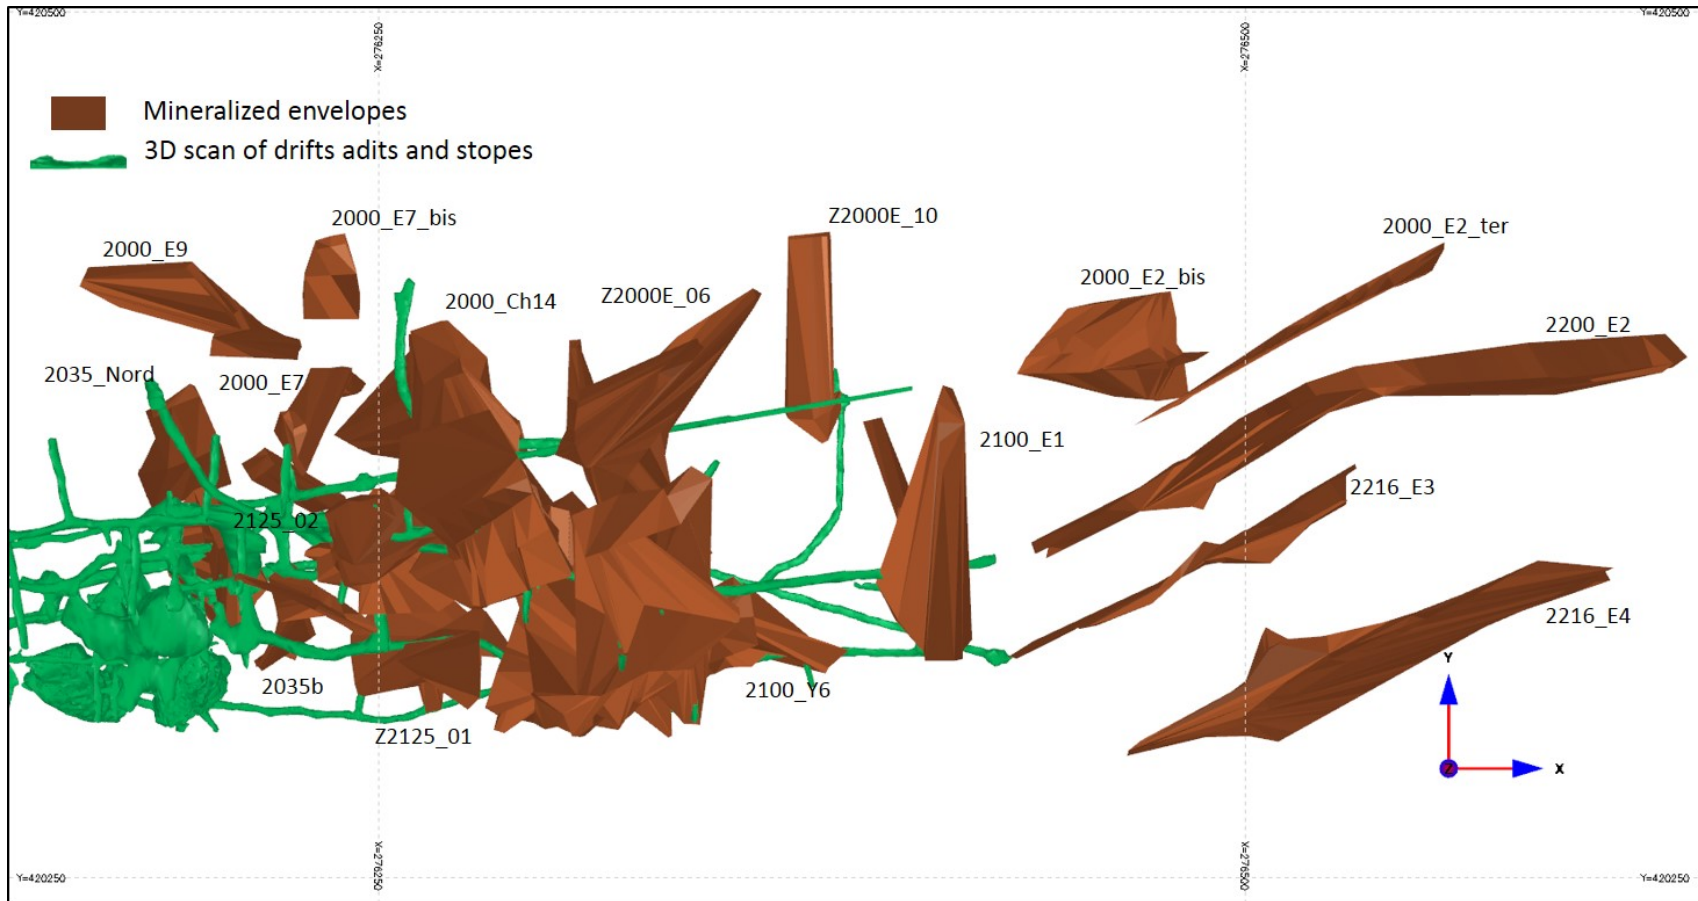 Y=420500
Y=420500
X=276250
X=276500
Mineralized envelopes
3D scan of drifts adits and stopes
2000_E7_bis
Z2000E_10
2000_E2_ter
2000_E9
2000_E2_bis
2000_Ch14
Z2000E_06
2200_E2
2035_Nord
2000_E7
2100_E1
2216_E3
2125_02
2216_E4
2035b
2100_Y6
Z2125_01
Y
Z
X
X=276250
X=276500
Y=420250
Y=420250